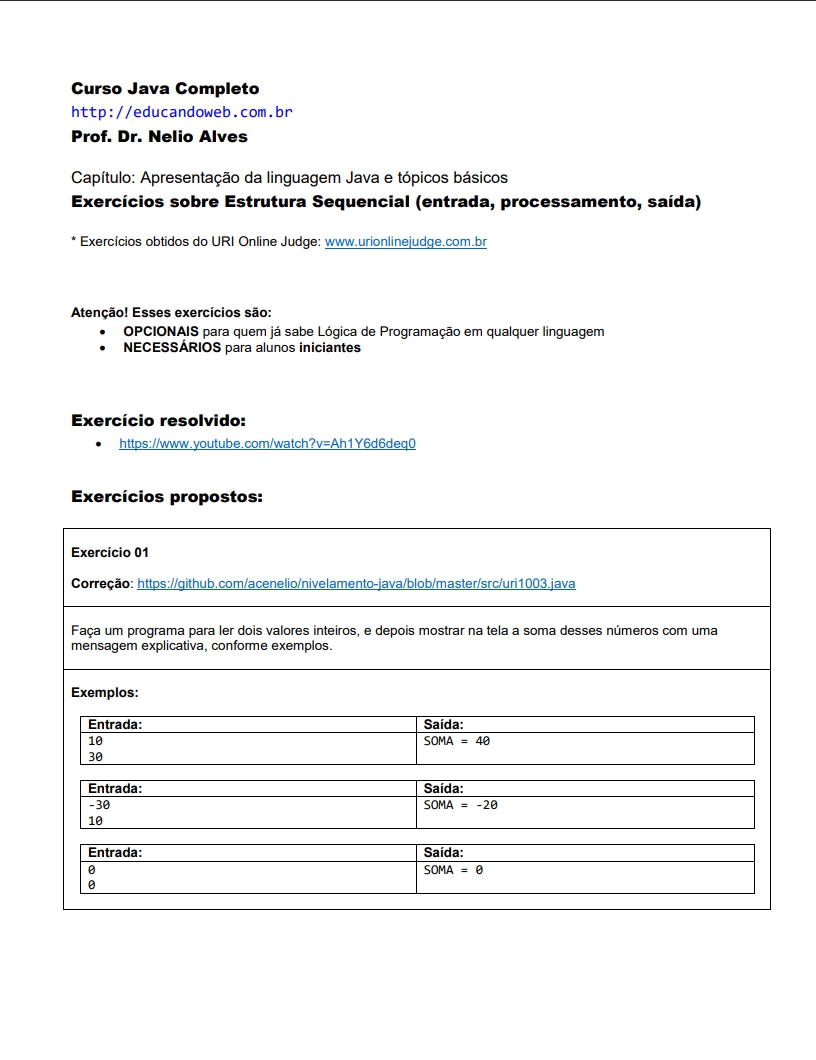 Curso Java Completo
http://educandoweb.com.br
Prof. Dr. Nelio Alves
Capítulo: Apresentação da linguagem Java e tópicos básicos
Exercícios sobre Estrutura Sequencial (entrada, processamento, saída)
* Exercícios obtidos do URI Online Judge: www.urionlinejudge.com.br
Atenção! Esses exercícios são:
• OPCIONAIS para quem já sabe Lógica de Programação em qualquer linguagem
• NECESSÁRIOS para alunos iniciantes
Exercício resolvido:
• https://www.youtube.com/watch?v=Ah1Y6d6deq0
Exercícios propostos:
Exercício 01
Correção: https://github.com/acenelio/nivelamento-java/blob/master/src/uri1003.java
Faça um programa para ler dois valores inteiros, e depois mostrar na tela a soma desses números com uma
mensagem explicativa, conforme exemplos.
Exemplos:
Entrada: Saída:
10 SOMA = 40
30
Entrada: Saída:
-30 SOMA = -20
10
Entrada: Saída:
0 SOMA = 0
0